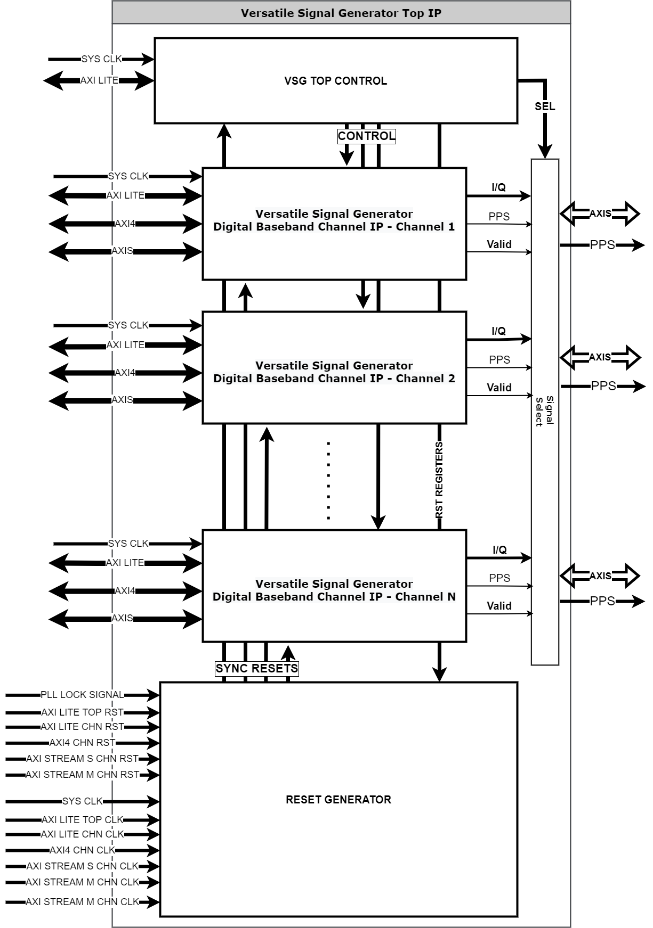 Versatile Signal Generator Top IP
SYS CLK
AXI LITE
VSG TOP CONTROL
SEL
CONTROL
SYS CLK
AXI LITE
AXI4
AXIS
Versatile Signal Generator
Digital Baseband Channel IP - Channel 1
I/Q
PPS
Valid
AXIS
PPS
SYS CLK
AXI LITE
AXI4
AXIS
Versatile Signal Generator
Digital Baseband Channel IP - Channel 2
I/Q
PPS
Valid
AXIS
PPS
Signal
Select
RST REGISTERS
SYS CLK
AXI LITE
AXI4
AXIS
Versatile Signal Generator
Digital Baseband Channel IP - Channel N
I/Q
PPS
Valid
AXIS
PPS
SYNC RESETS
PLL LOCK SIGNAL
AXI LITE TOP RST
AXI LITE CHN RST
AXI4 CHN RST
AXI STREAM S CHN RST
AXI STREAM M CHN RST
SYS CLK
AXI LITE TOP CLK
AXI LITE CHN CLK
AXI4 CHN CLK
AXI STREAM S CHN CLK
AXI STREAM M CHN CLK
AXI STREAM M CHN CLK
RESET GENERATOR